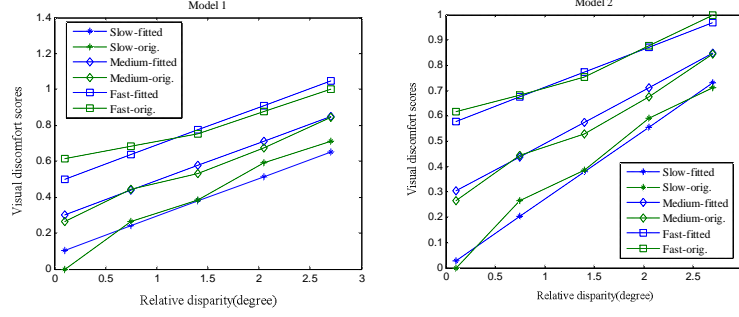 Model 1
1.4
1.2
1
0.8
0.6
0.4
0.2
0
0
0.5
1
1.5
2
2.5
3
Visual discomfort scores
Relative disparity(degree)
Slow-fitted
Slow-orig.
Medium-fitted
Medium-orig.
Fast-fitted
Fast-orig.
Model 2
1
0.9
0.8
0.7
0.6
0.5
0.4
0.3
0.2
0.1
0
0
0.5
1
1.5
2
2.5
3
Visual discomfort scores
Relative disparity(degree)
Slow-fitted
Slow-orig.
Medium-fitted
Medium-orig.
Fast-fitted
Fast-orig.